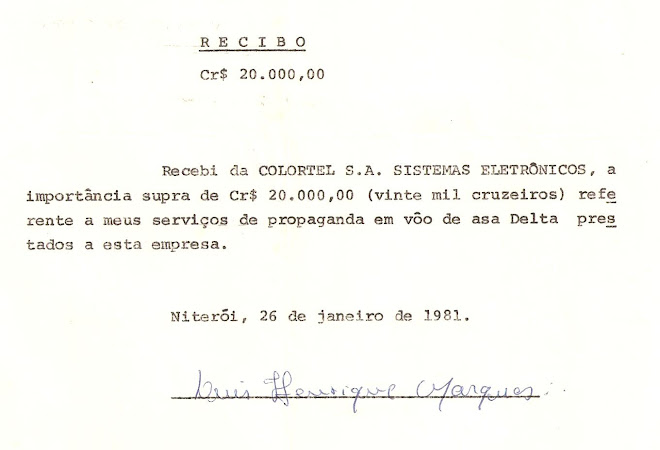 R E C I B O
Cr$ 20.000,00
Recebi da COLORTEL S.A. SISTEMAS ELETRÔNICOS, a
importância supra de Cr$ 20.000,00 (vinte mil cruzeiros) refe
rente a meus serviços de propaganda em vôo de asa Delta pres
tados a esta empresa.
Niterói, 26 de janeiro de 1981.
Luis Henrique Marques